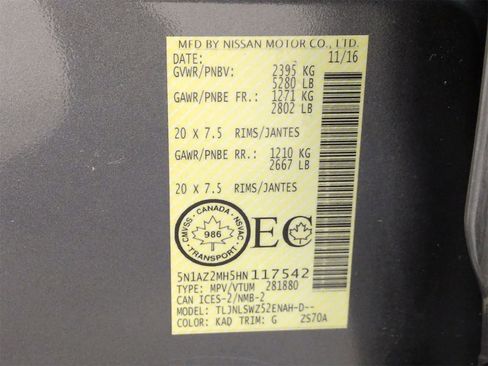 MFD BY NISSAN MOTOR CO., LTD.
DATE: 11/16
GVWR/PNBV: 2395 KG
5280 LB
GAWR/PNBE FR.: 1271 KG
2802 LB
20 X 7.5 RIMS/JANTES
GAWR/PNBE RR.: 1210 KG
2667 LB
20 X 7.5 RIMS/JANTES
CMVSS · CANADA · NSVAC
986
TRANSPORT
EC
5N1AZ2MH5HN117542
TYPE: MPV/VTUM 281880
CAN ICES-2/NMB-2
MODEL: TLJNLSWZ52ENAH-D--
COLOR: KAD TRIM: G 2S70A